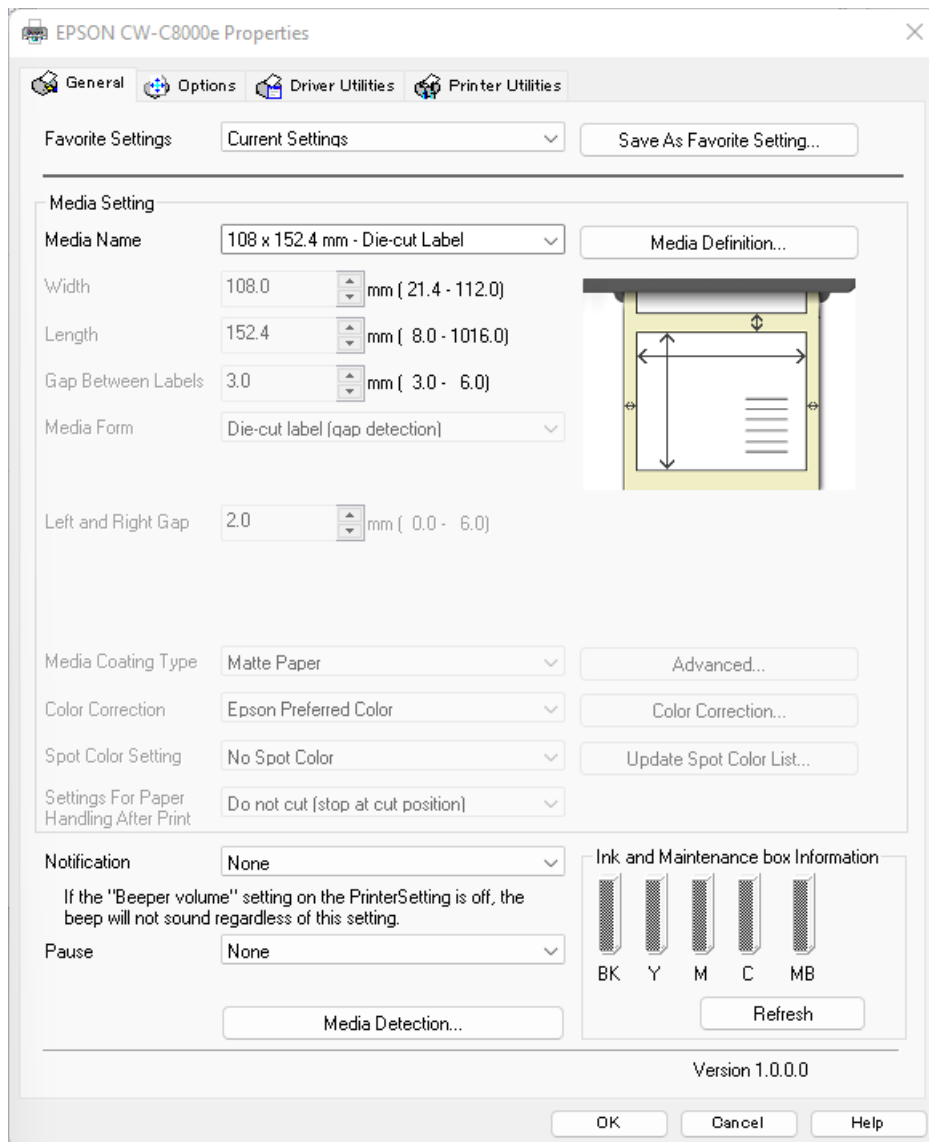 EPSON CW-C8000e Properties
General Options Driver Utilities Printer Utilities
Favorite Settings Current Settings Save As Favorite Setting...
Media Setting
Media Name 108 x 152.4 mm - Die-cut Label Media Definition...
Width 108.0 mm ( 21.4 - 112.0)
Length 152.4 mm ( 8.0 - 1016.0)
Gap Between Labels 3.0 mm ( 3.0 - 6.0)
Media Form Die-cut label (gap detection)
Left and Right Gap 2.0 mm ( 0.0 - 6.0)
Media Coating Type Matte Paper Advanced...
Color Correction Epson Preferred Color Color Correction...
Spot Color Setting No Spot Color Update Spot Color List...
Settings For Paper
Handling After Print Do not cut (stop at cut position)
Notification None
If the "Beeper volume" setting on the PrinterSetting is off, the
beep will not sound regardless of this setting.
Pause None
Media Detection...
Ink and Maintenance box Information
BK Y M C MB
Refresh
Version 1.0.0.0
OK Cancel Help